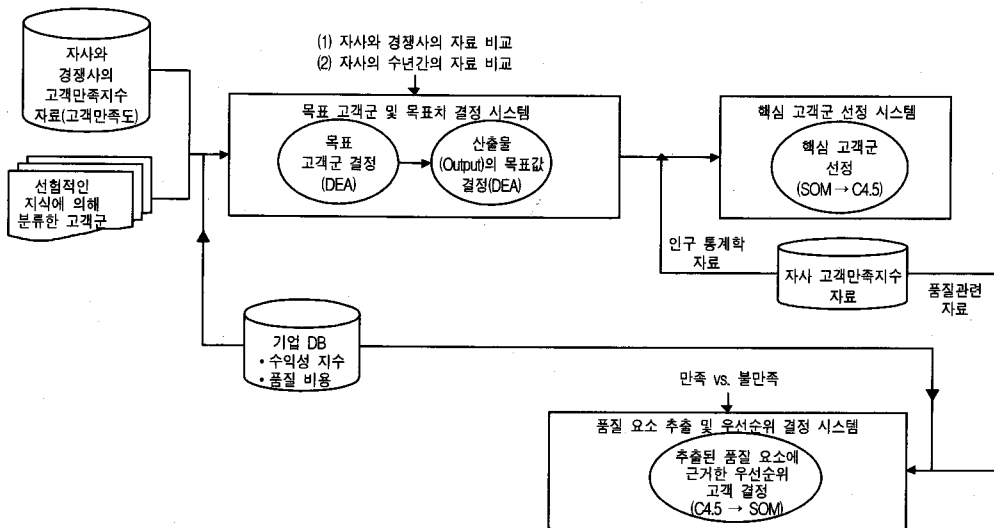 자사와
경쟁사의
고객만족지수
자료(고객만족도)
선험적인
지식에 의해
분류한 고객군
(1) 자사와 경쟁사의 자료 비교
(2) 자사의 수년간의 자료 비교
목표 고객군 및 목표치 결정 시스템
목표
고객군 결정
(DEA)
산출물
(Output)의 목표값
결정(DEA)
핵심 고객군 선정 시스템
핵심 고객군
선정
(SOM → C4.5)
인구 통계학
자료
자사 고객만족지수
자료
품질관련
자료
기업 DB
• 수익성 지수
• 품질 비용
만족 vs. 불만족
품질 요소 추출 및 우선순위 결정 시스템
추출된 품질 요소에
근거한 우선순위
고객 결정
(C4.5 → SOM)